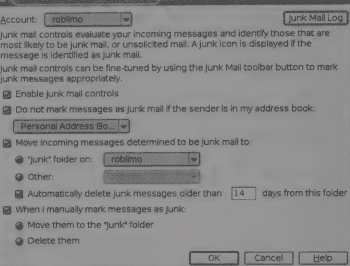 Account: roblimo Junk Mail Log
Junk mail controls evaluate your incoming messages and identify those that are
most likely to be junk mail, or unsolicited mail. A junk icon is displayed if the
message is identified as junk mail.
Junk mail controls can be fine-tuned by using the Junk Mail toolbar button to mark
junk messages appropriately.
Enable junk mail controls
Do not mark messages as junk mail if the sender is in my address book:
Personal Address Bo...
Move incoming messages determined to be junk mail to:
"Junk" folder on: roblimo
Other:
Automatically delete junk messages older than 14 days from this folder
When I manually mark messages as junk:
Move them to the "Junk" folder
Delete them
OK Cancel Help